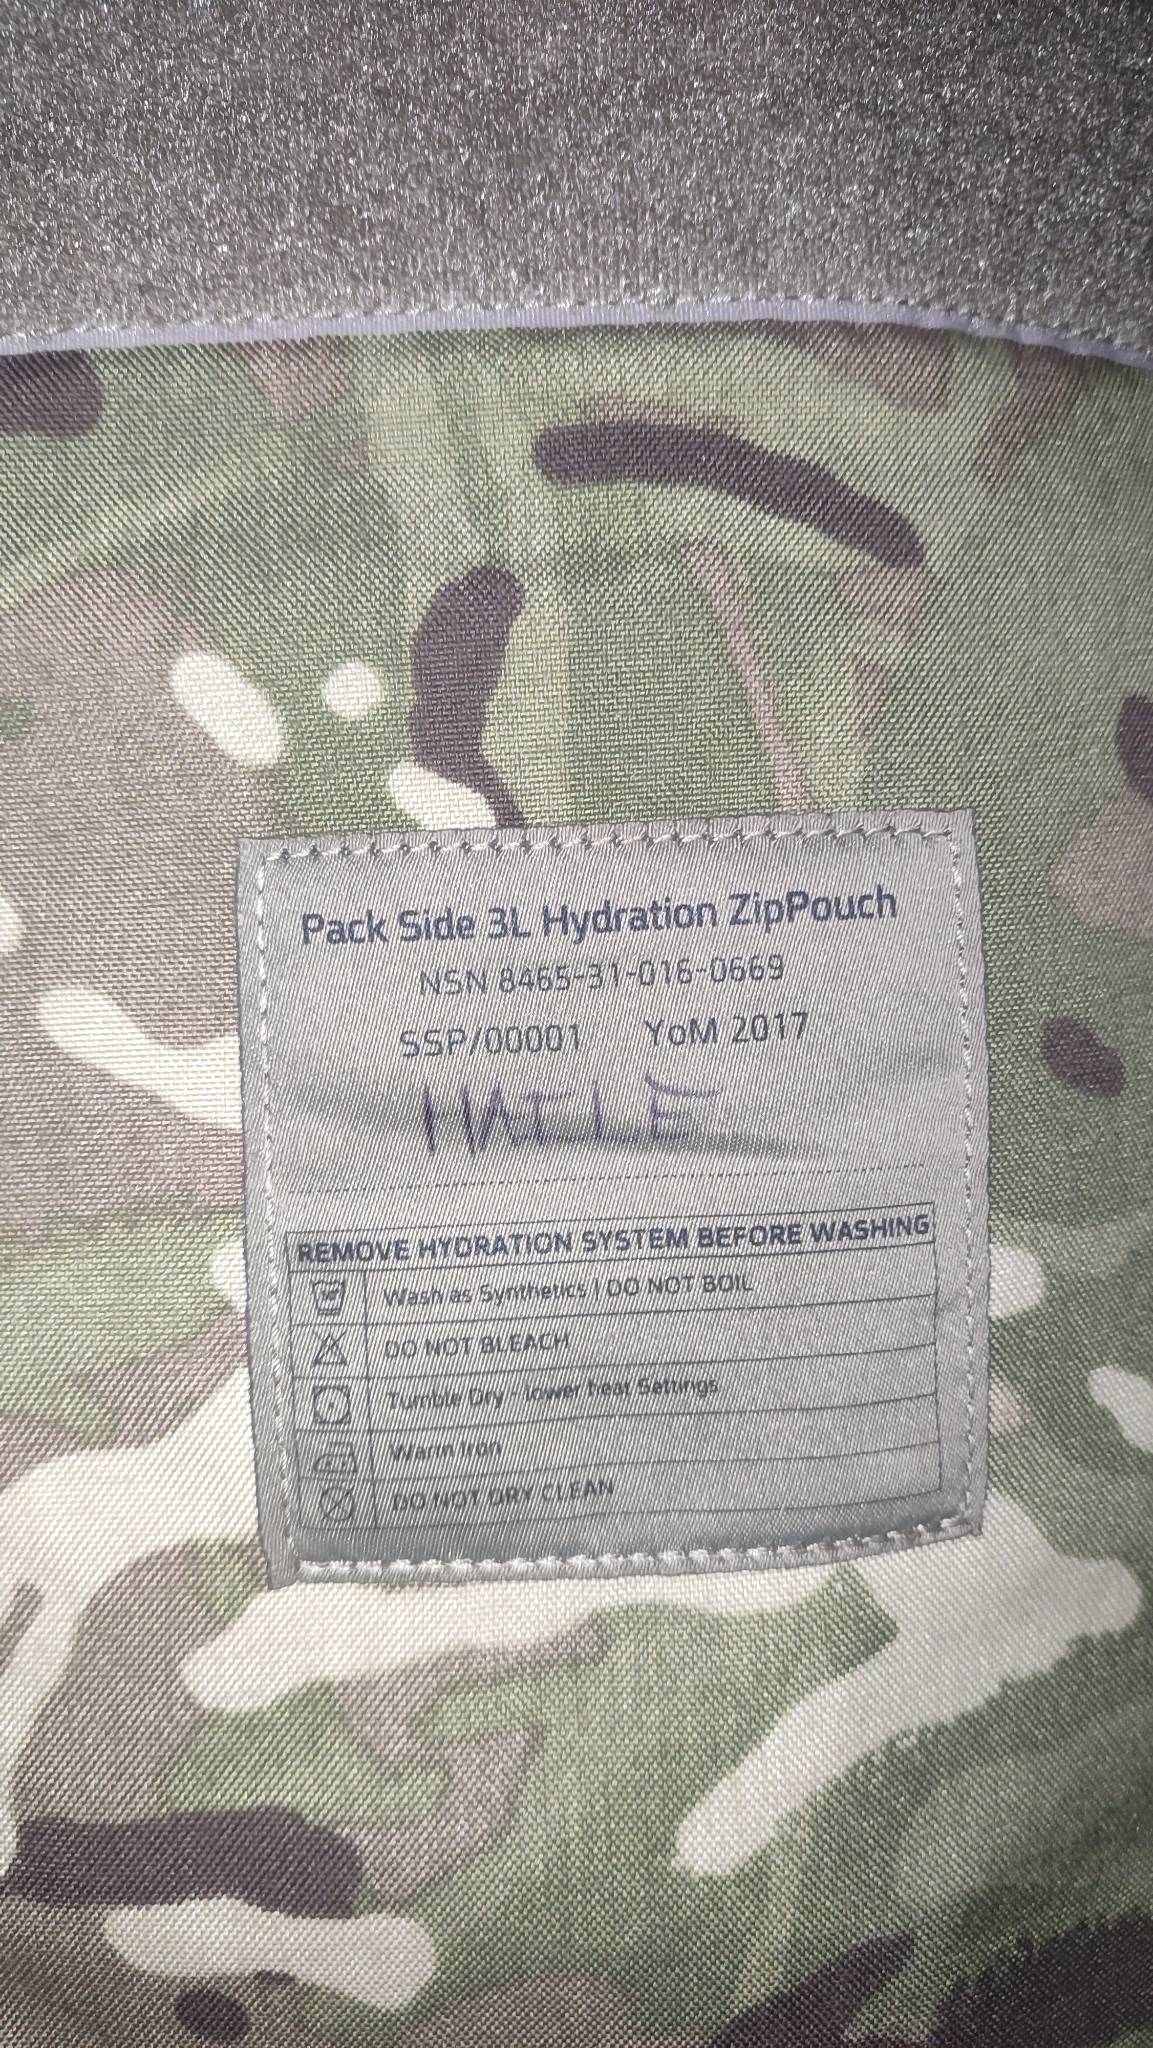 Pack Side 3L Hydration ZipPouch
NSN 8465-31-016-0669
SSP/00001 YoM 2017
REMOVE HYDRATION SYSTEM BEFORE WASHING
Wash as Synthetics | DO NOT BOIL
DO NOT BLEACH
Tumble Dry - lower heat Settings
Warm Iron
DO NOT DRY CLEAN